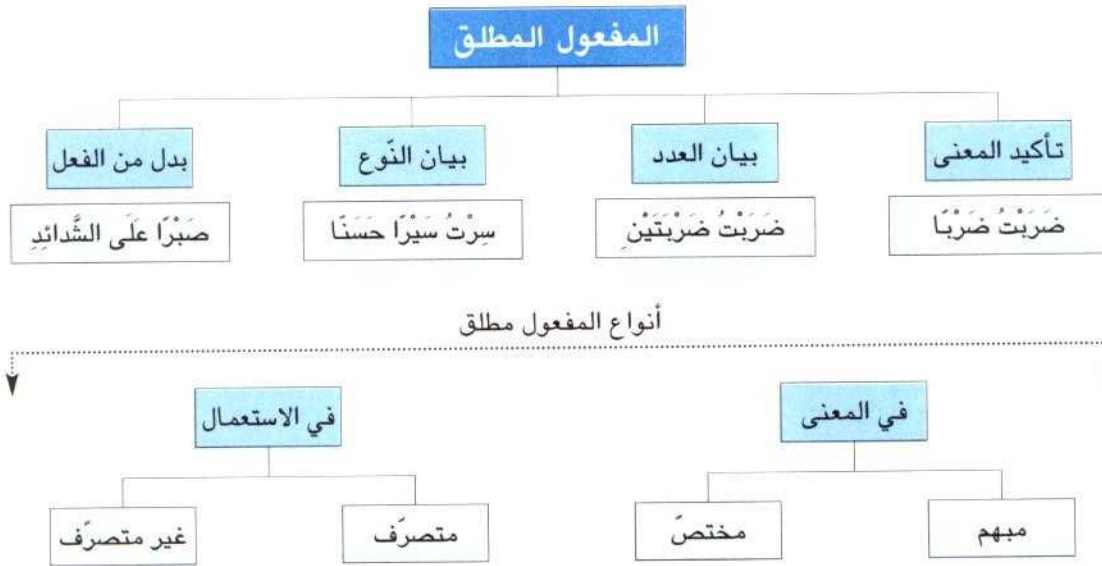 المفعول المطلق
تأكيد المعنى
بيان العدد
بيان النّوع
بدل من الفعل
ضَرَبْتُ ضَرْبًا
ضَرَبْتُ ضَرْبَتَيْنِ
سِرْتُ سَيْرًا حَسَنًا
صَبْرًا عَلَى الشَّدائِدِ
أنواع المفعول مطلق
في المعنى
في الاستعمال
مبهم
مختصّ
متصرّف
غير متصرّف